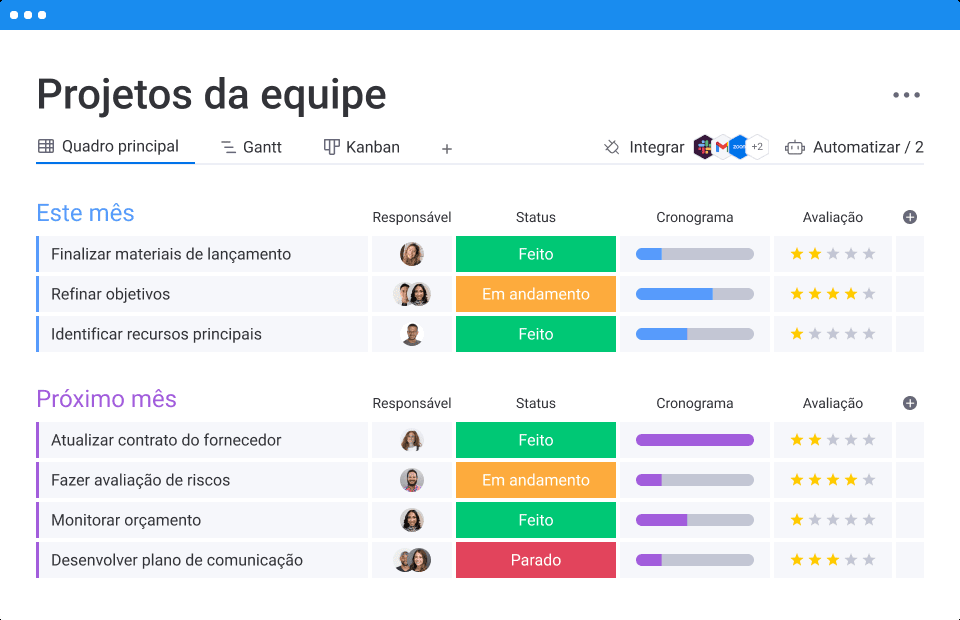 Projetos da equipe
Quadro principal Gantt Kanban + Integrar zoom +2 Automatizar / 2
Este mês Responsável Status Cronograma Avaliação
Finalizar materiais de lançamento Feito
Refinar objetivos Em andamento
Identificar recursos principais Feito
Próximo mês Responsável Status Cronograma Avaliação
Atualizar contrato do fornecedor Feito
Fazer avaliação de riscos Em andamento
Monitorar orçamento Feito
Desenvolver plano de comunicação Parado